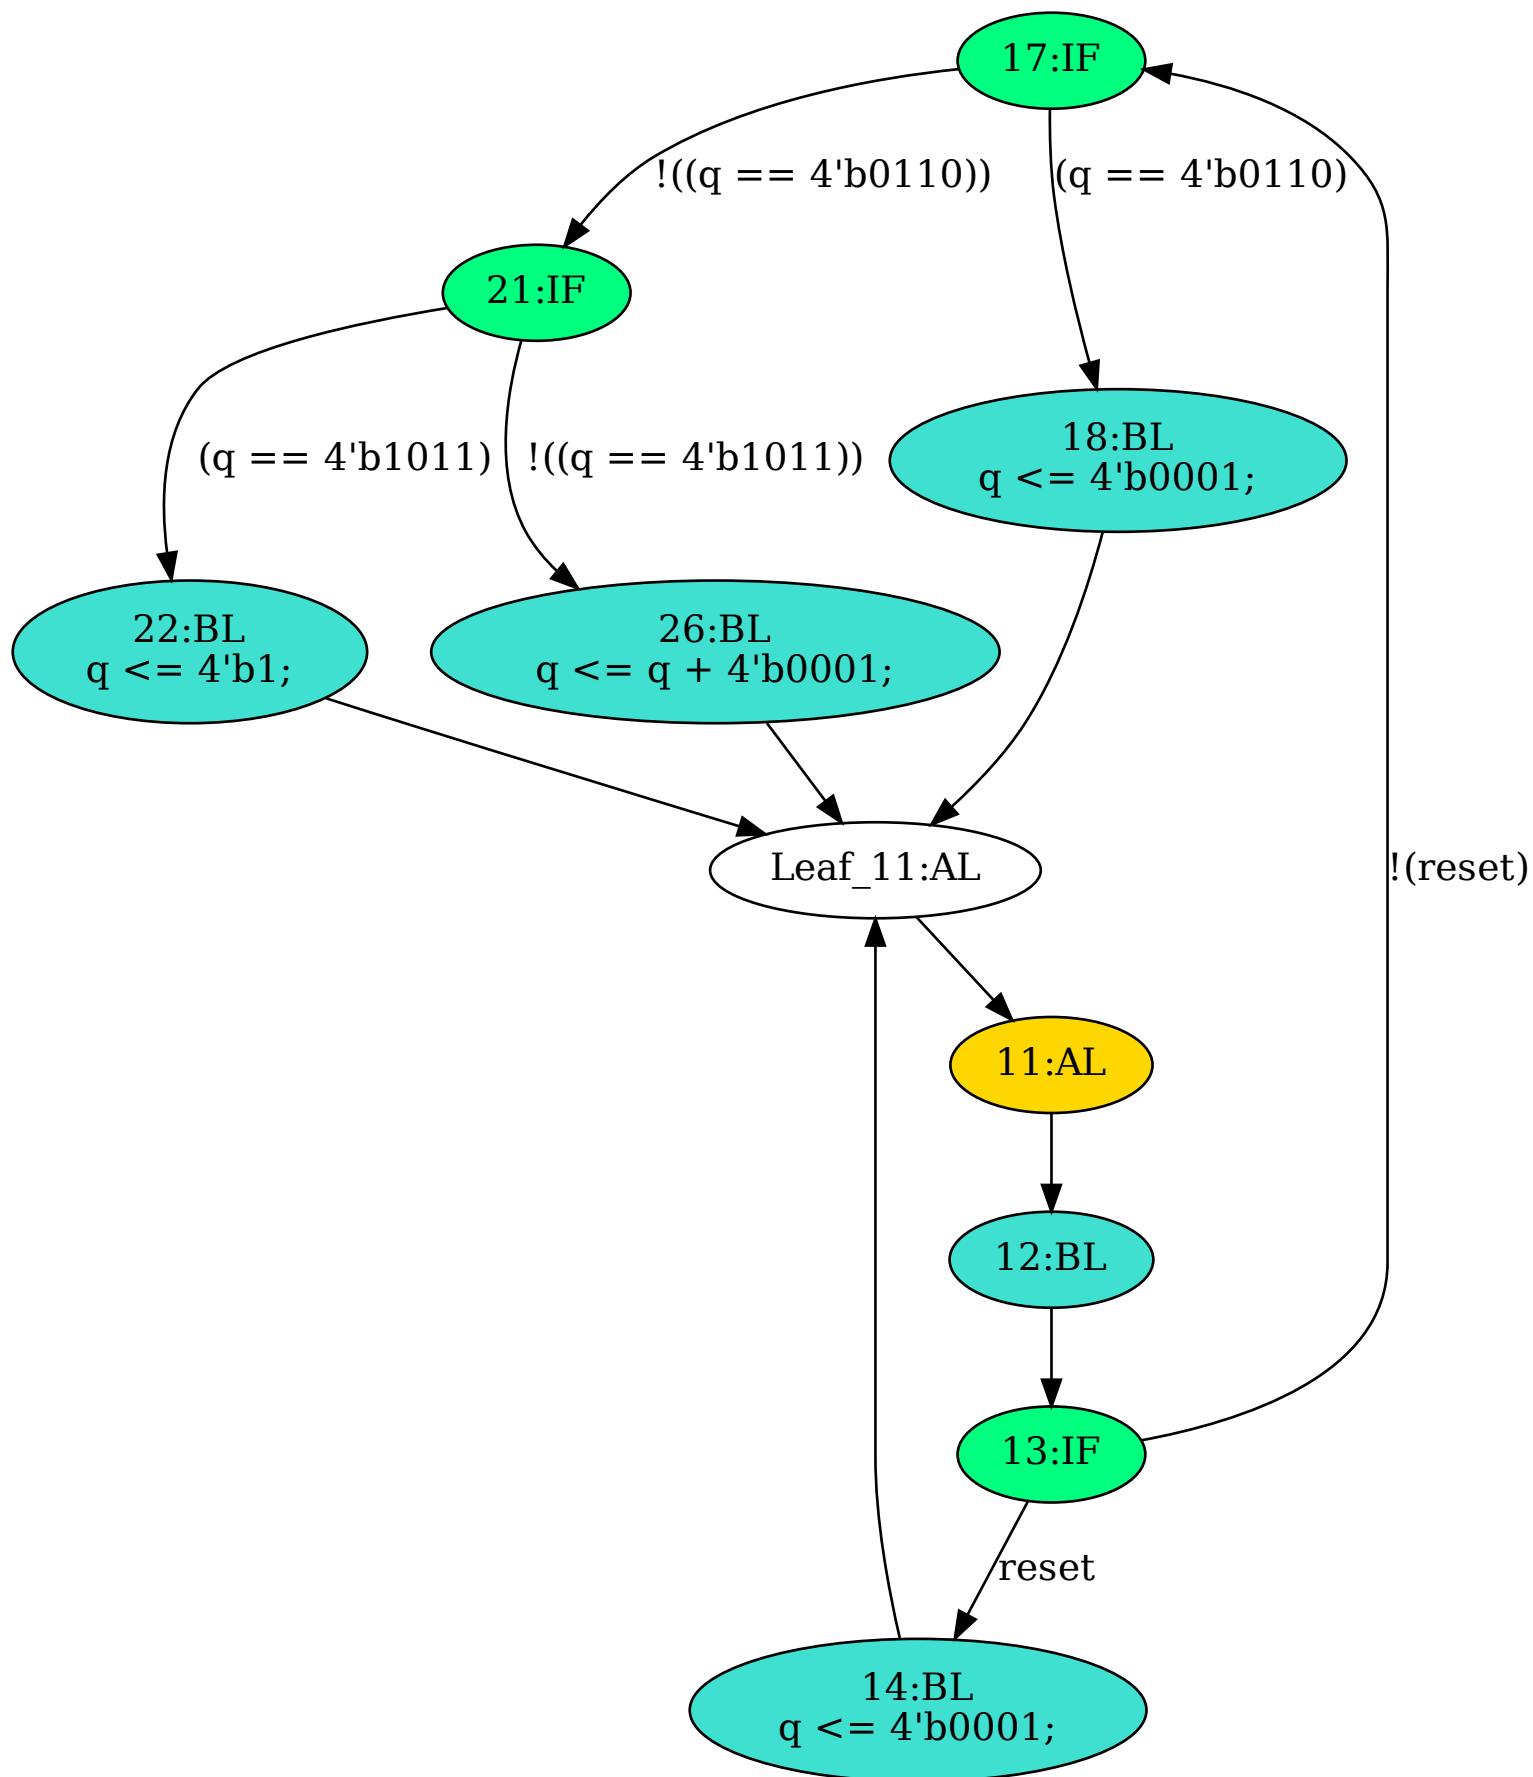 17:IF
!((q == 4'b0110))
(q == 4'b0110)
21:IF
(q == 4'b1011)
!((q == 4'b1011))
18:BL
q <= 4'b0001;
22:BL
q <= 4'b1;
26:BL
q <= q + 4'b0001;
Leaf_11:AL
!(reset)
11:AL
12:BL
13:IF
reset
14:BL
q <= 4'b0001;